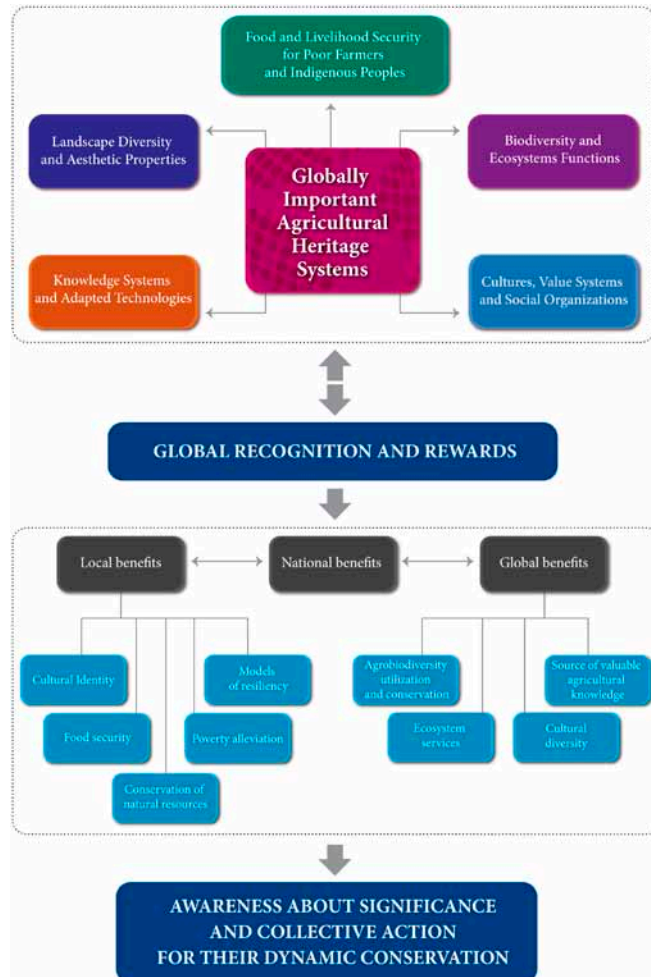 Food and Livelihood Security
for Poor Farmers
and Indigenous Peoples
Landscape Diversity
and Aesthetic Properties
Biodiversity and
Ecosystems Functions
Globally
Important
Agricultural
Heritage
Systems
Knowledge Systems
and Adapted Technologies
Cultures, Value Systems
and Social Organizations
GLOBAL RECOGNITION AND REWARDS
Local benefits
National benefits
Global benefits
Cultural Identity
Models
of resiliency
Food security
Poverty alleviation
Conservation of
natural resources
Agrobiodiversity
utilization
and conservation
Source of valuable
agricultural
knowledge
Ecosystem
services
Cultural
diversity
AWARENESS ABOUT SIGNIFICANCE
AND COLLECTIVE ACTION
FOR THEIR DYNAMIC CONSERVATION